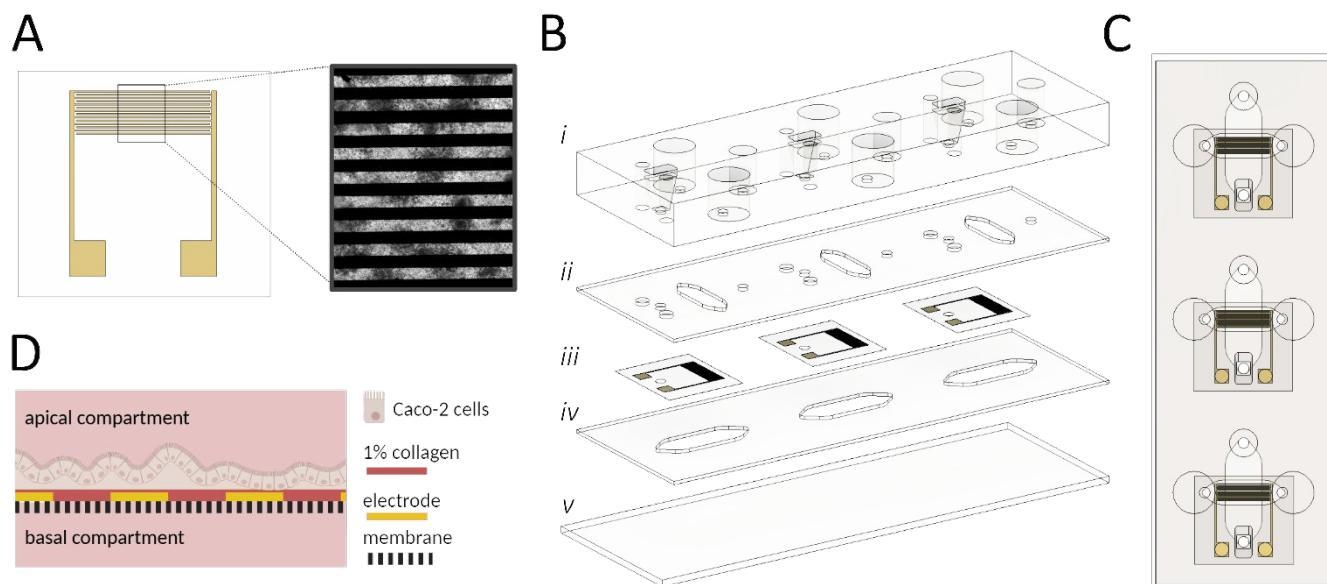 A
B
C
i
ii
iii
iv
v
D
apical compartment
basal compartment
Caco-2 cells
1% collagen
electrode
membrane